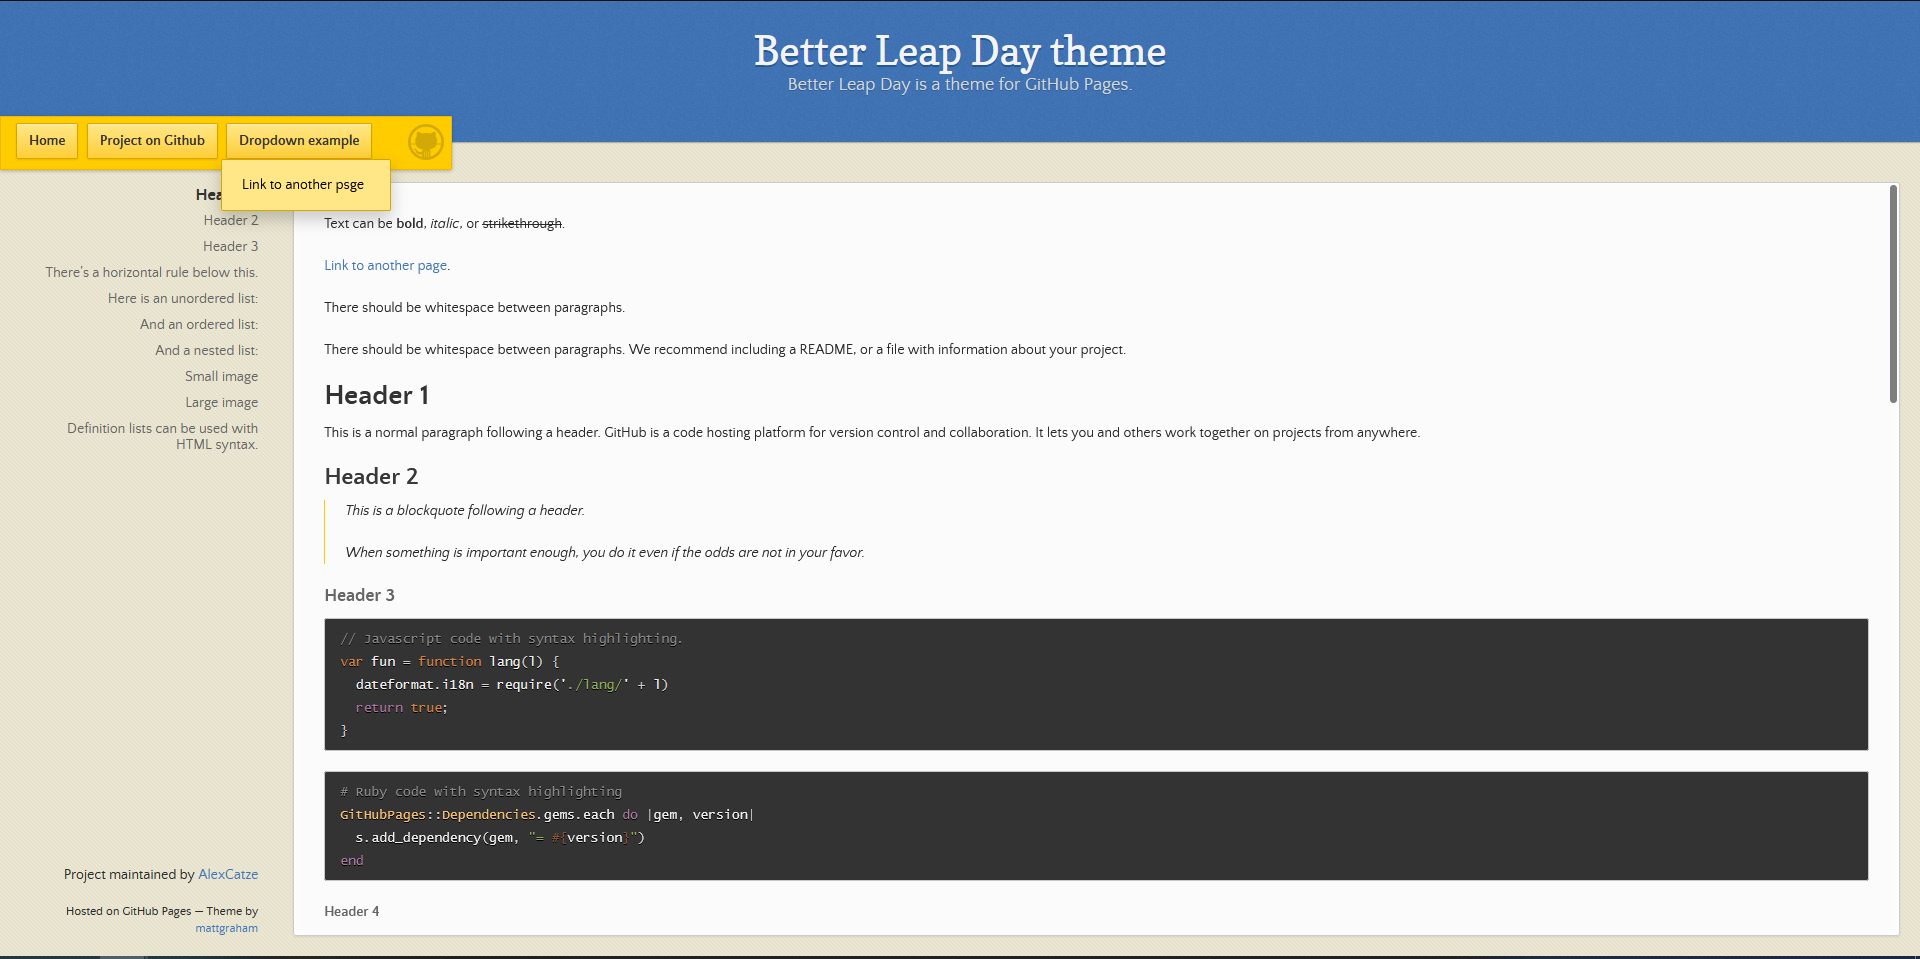 Better Leap Day theme
Better Leap Day is a theme for GitHub Pages.
Home
Project on Github
Dropdown example
Link to another psge
Hea
Header 2
Header 3
There's a horizontal rule below this.
Here is an unordered list:
And an ordered list:
And a nested list:
Small image
Large image
Definition lists can be used with
HTML syntax.
Project maintained by AlexCatze
Hosted on GitHub Pages — Theme by
mattgraham
Text can be bold, italic, or strikethrough.
Link to another page.
There should be whitespace between paragraphs.
There should be whitespace between paragraphs. We recommend including a README, or a file with information about your project.
Header 1
This is a normal paragraph following a header. GitHub is a code hosting platform for version control and collaboration. It lets you and others work together on projects from anywhere.
Header 2
This is a blockquote following a header.
When something is important enough, you do it even if the odds are not in your favor.
Header 3
// Javascript code with syntax highlighting.
var fun = function lang(l) {
  dateformat.i18n = require('./lang/' + l)
  return true;
}
# Ruby code with syntax highlighting
GitHubPages::Dependencies.gems.each do |gem, version|
  s.add_dependency(gem, "= #{version}")
end
Header 4